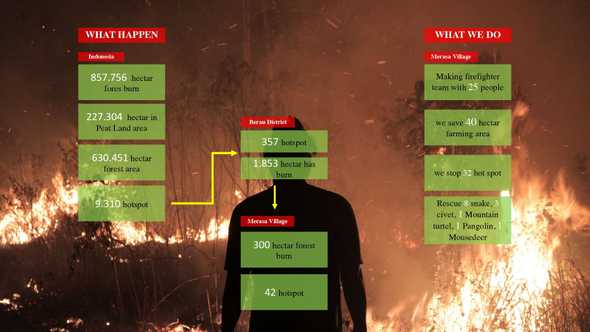 WHAT HAPPEN
Indonesia
857.756 hectar
fores burn
227.304 hectar in
Peat Land area
630.451 hectar
forest area
9.310 hotspot
Berau District
357 hotspot
1.853 hectar has
burn
Merasa Village
300 hectar forest
burn
42 hotspot
WHAT WE DO
Merasa Village
Making firefighter
team with 25 people
we save 40 hectar
farming area
we stop 32 hot spot
Rescue 8 snake, 3
civet, 1 Mountain
turtel, 1 Pangolin, 1
Mousedeer